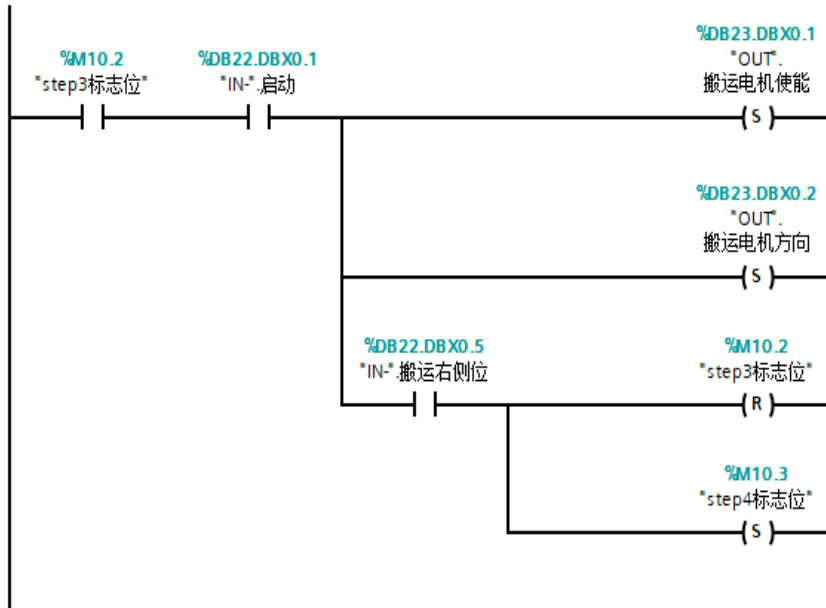 %DB23.DBX0.1
%M10.2 %DB22.DBX0.1 "OUT".
"step3标志位" "IN-".启动 搬运电机使能
S
%DB23.DBX0.2
"OUT".
搬运电机方向
S
%DB22.DBX0.5 %M10.2
"IN-".搬运右侧位 "step3标志位"
R
%M10.3
"step4标志位"
S